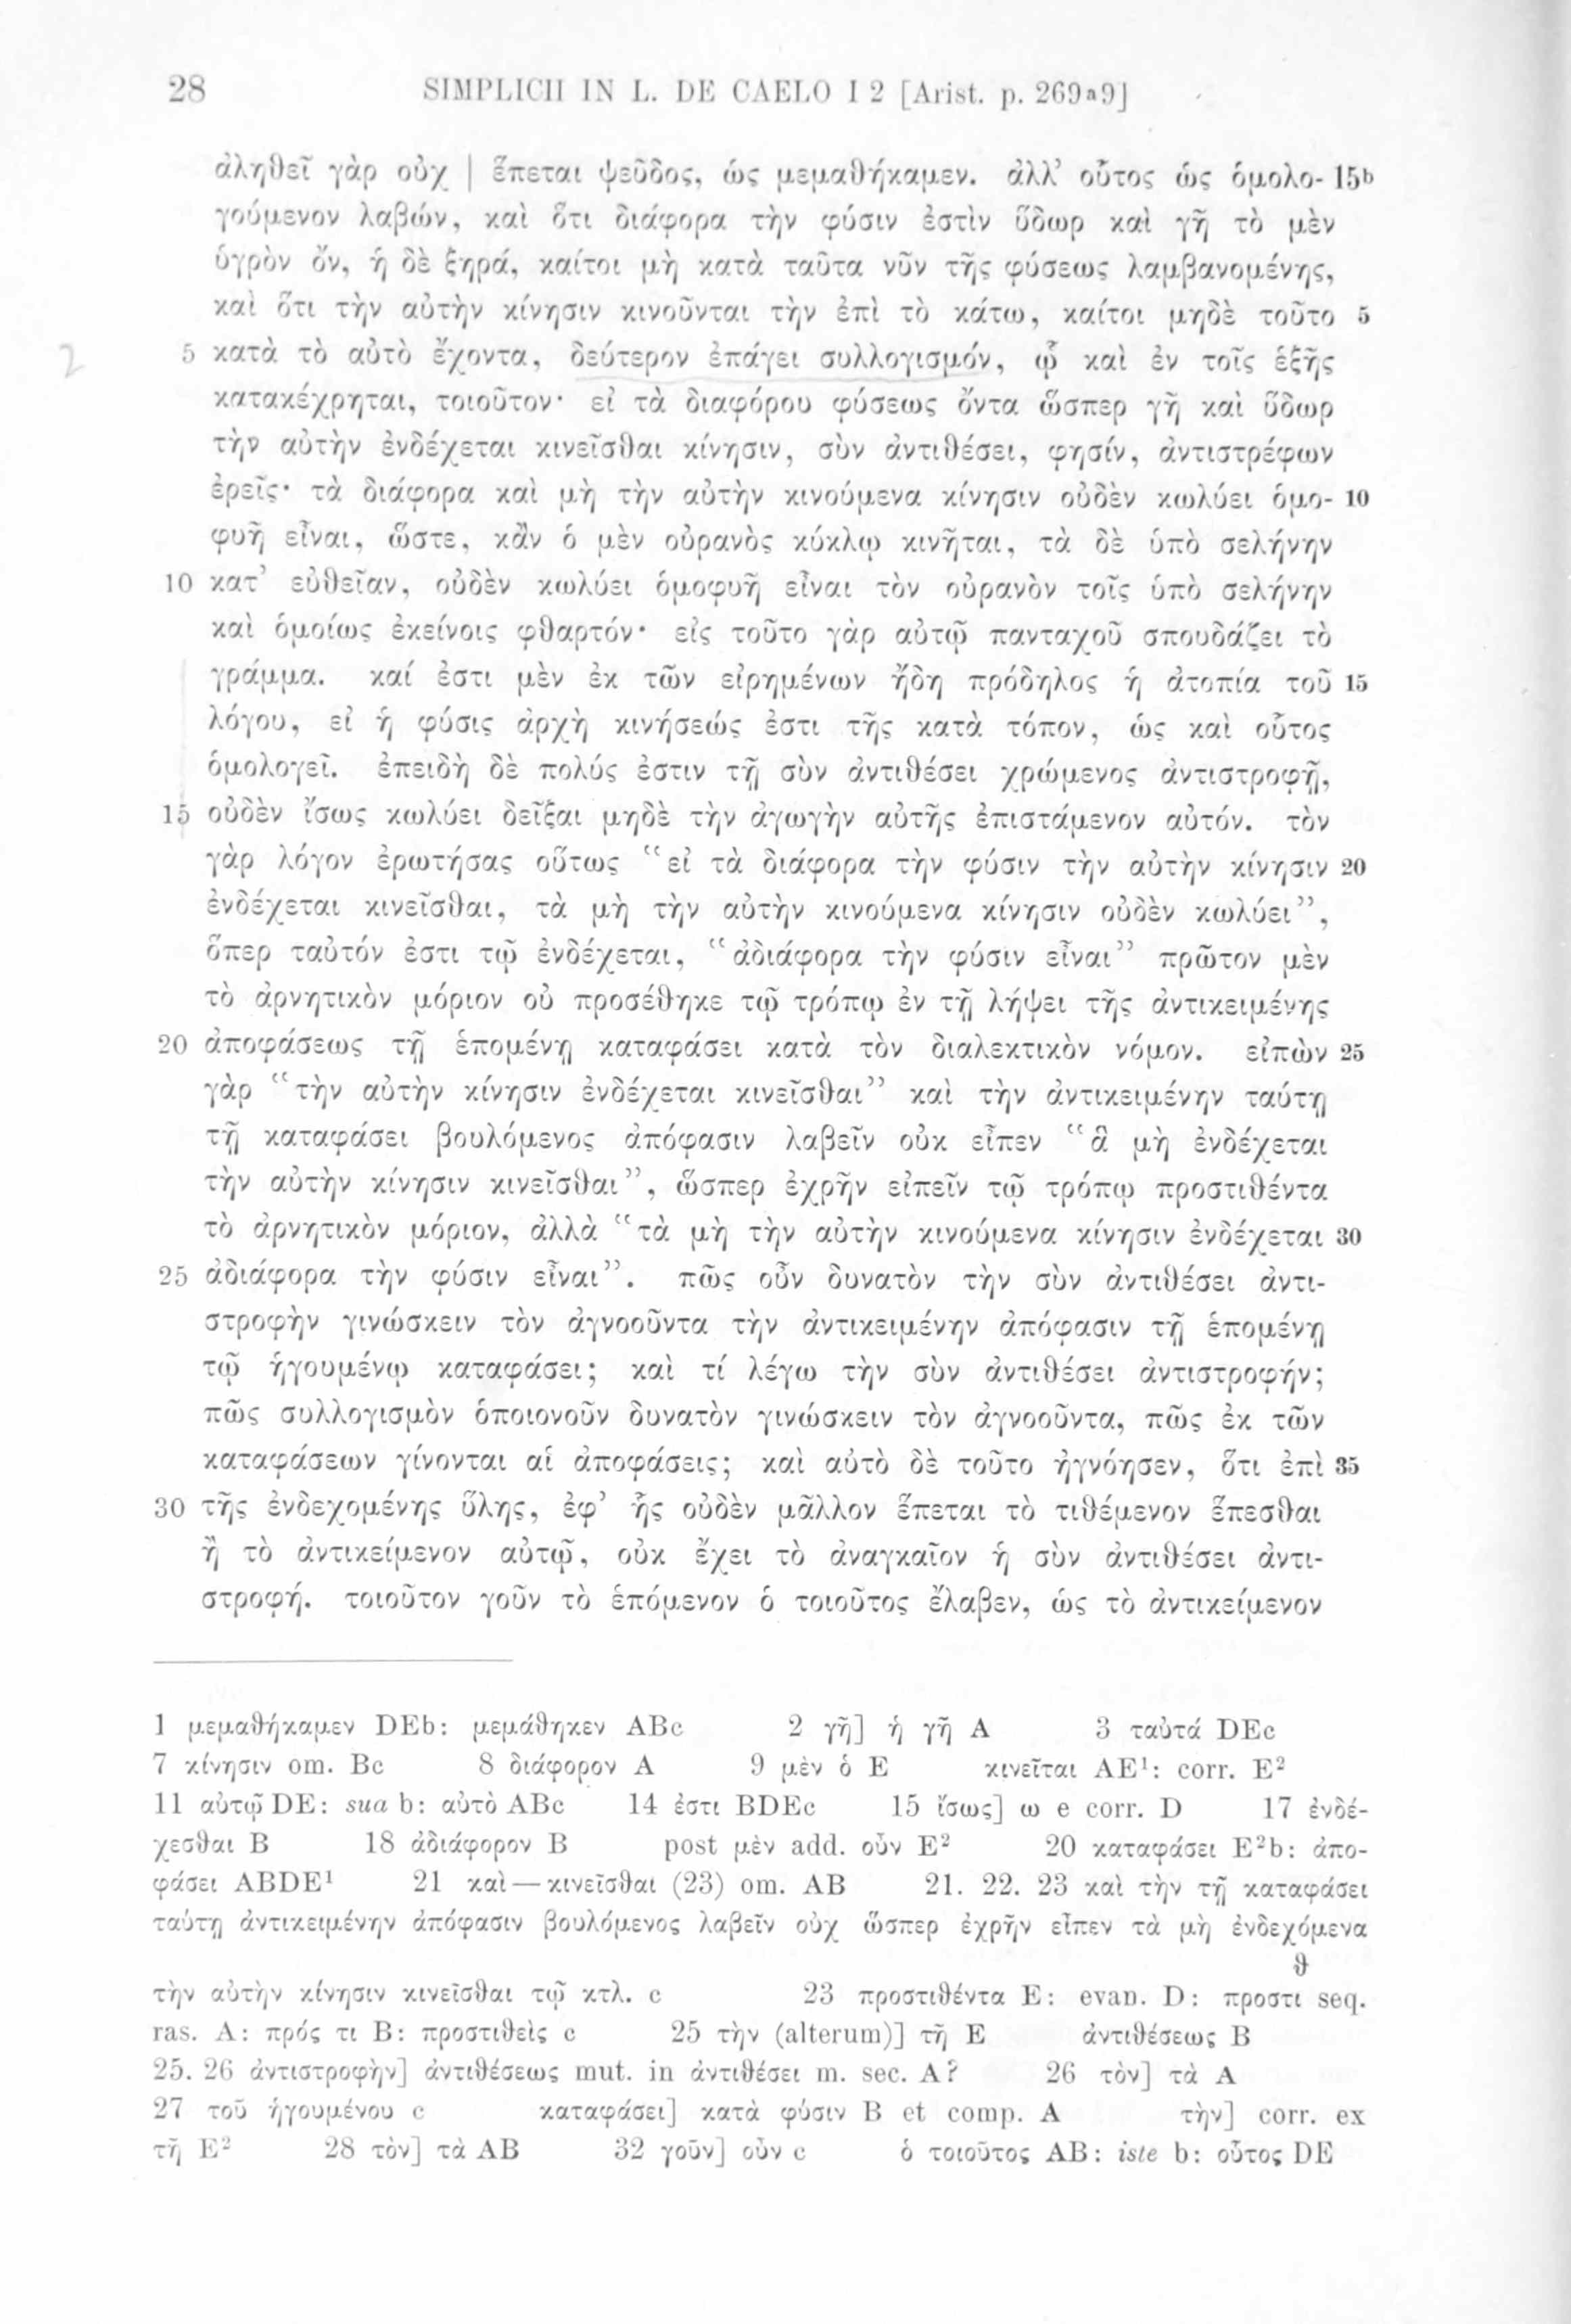 28 SIMPLICII IN L. DE CAELO I 2 [Arist. p. 269ᵃ9]
ἀληθεῖ γὰρ οὐχ | ἕπεται ψεῦδος, ὡς μεμαθήκαμεν. ἀλλ’ οὗτος ὡς ὁμολο- 15ᵇ
γούμενον λαβών, καὶ ὅτι διάφορα τὴν φύσιν ἐστὶν ὕδωρ καὶ γῆ τὸ μὲν
ὑγρὸν ὄν, ἡ δὲ ξηρά, καίτοι μὴ κατὰ ταῦτα νῦν τῆς φύσεως λαμβανομένης,
καὶ ὅτι τὴν αὐτὴν κίνησιν κινοῦνται τὴν ἐπὶ τὸ κάτω, καίτοι μηδὲ τοῦτο 5
2 5 κατὰ τὸ αὐτὸ ἔχοντα, δεύτερον ἐπάγει συλλογισμόν, ᾧ καὶ ἐν τοῖς ἑξῆς
κατακέχρηται, τοιοῦτον· εἰ τὰ διαφόρου φύσεως ὄντα ὥσπερ γῆ καὶ ὕδωρ
τὴν αὐτὴν ἐνδέχεται κινεῖσθαι κίνησιν, σὺν ἀντιθέσει, φησίν, ἀντιστρέφων
ἐρεῖς· τὰ διάφορα καὶ μὴ τὴν αὐτὴν κινούμενα κίνησιν οὐδὲν κωλύει ὁμο- 10
φυῆ εἶναι, ὥστε, κἂν ὁ μὲν οὐρανὸς κύκλῳ κινῆται, τὰ δὲ ὑπὸ σελήνην
10 κατ’ εὐθεῖαν, οὐδὲν κωλύει ὁμοφυῆ εἶναι τὸν οὐρανὸν τοῖς ὑπὸ σελήνην
καὶ ὁμοίως ἐκείνοις φθαρτόν· εἰς τοῦτο γὰρ αὐτῷ πανταχοῦ σπουδάζει τὸ
γράμμα. καί ἐστι μὲν ἐκ τῶν εἰρημένων ἤδη πρόδηλος ἡ ἀτοπία τοῦ 15
λόγου, εἰ ἡ φύσις ἀρχὴ κινήσεώς ἐστι τῆς κατὰ τόπον, ὡς καὶ οὗτος
ὁμολογεῖ. ἐπειδὴ δὲ πολύς ἐστιν τῇ σὺν ἀντιθέσει χρώμενος ἀντιστροφῇ,
15 οὐδὲν ἴσως κωλύει δεῖξαι μηδὲ τὴν ἀγωγὴν αὐτῆς ἐπιστάμενον αὐτόν. τὸν
γὰρ λόγον ἐρωτήσας οὕτως “εἰ τὰ διάφορα τὴν φύσιν τὴν αὐτὴν κίνησιν 20
ἐνδέχεται κινεῖσθαι, τὰ μὴ τὴν αὐτὴν κινούμενα κίνησιν οὐδὲν κωλύει”,
ὅπερ ταὐτόν ἐστι τῷ ἐνδέχεται, “ἀδιάφορα τὴν φύσιν εἶναι” πρῶτον μὲν
τὸ ἀρνητικὸν μόριον οὐ προσέθηκε τῷ τρόπῳ ἐν τῇ λήψει τῆς ἀντικειμένης
20 ἀποφάσεως τῇ ἑπομένῃ καταφάσει κατὰ τὸν διαλεκτικὸν νόμον. εἰπὼν 25
γὰρ “τὴν αὐτὴν κίνησιν ἐνδέχεται κινεῖσθαι” καὶ τὴν ἀντικειμένην ταύτῃ
τῇ καταφάσει βουλόμενος ἀπόφασιν λαβεῖν οὐκ εἶπεν “ἃ μὴ ἐνδέχεται
τὴν αὐτὴν κίνησιν κινεῖσθαι”, ὥσπερ ἐχρῆν εἰπεῖν τῷ τρόπῳ προστιθέντα
τὸ ἀρνητικὸν μόριον, ἀλλὰ “τὰ μὴ τὴν αὐτὴν κινούμενα κίνησιν ἐνδέχεται 30
25 ἀδιάφορα τὴν φύσιν εἶναι”. πῶς οὖν δυνατὸν τὴν σὺν ἀντιθέσει ἀντι-
στροφὴν γινώσκειν τὸν ἀγνοοῦντα τὴν ἀντικειμένην ἀπόφασιν τῇ ἑπομένῃ
τῷ ἡγουμένῳ καταφάσει; καὶ τί λέγω τὴν σὺν ἀντιθέσει ἀντιστροφήν;
πῶς συλλογισμὸν ὁποιονοῦν δυνατὸν γινώσκειν τὸν ἀγνοοῦντα, πῶς ἐκ τῶν
καταφάσεων γίνονται αἱ ἀποφάσεις; καὶ αὐτὸ δὲ τοῦτο ἠγνόησεν, ὅτι ἐπὶ 35
30 τῆς ἐνδεχομένης ὕλης, ἐφ’ ἧς οὐδὲν μᾶλλον ἕπεται τὸ τιθέμενον ἕπεσθαι
ἢ τὸ ἀντικείμενον αὐτῷ, οὐκ ἔχει τὸ ἀναγκαῖον ἡ σὺν ἀντιθέσει ἀντι-
στροφή. τοιοῦτον γοῦν τὸ ἑπόμενον ὁ τοιοῦτος ἔλαβεν, ὡς τὸ ἀντικείμενον
1 μεμαθήκαμεν DEb: μεμάθηκεν ABc 2 γῆ] ἡ γῆ A 3 ταὐτά DEc
7 κίνησιν om. Bc 8 διάφορον A 9 μὲν ὁ E κινεῖται AE¹: corr. E²
11 αὐτῷ DE: sua b: αὐτὸ ABc 14 ἐστι BDEc 15 ἴσως] ω e corr. D 17 ἐνδέ-
χεσθαι B 18 ἀδιάφορον B post μὲν add. οὖν E² 20 καταφάσει E²b: ἀπο-
φάσει ABDE¹ 21 καὶ—κινεῖσθαι (23) om. AB 21. 22. 23 καὶ τὴν τῇ καταφάσει
ταύτῃ ἀντικειμένην ἀπόφασιν βουλόμενος λαβεῖν οὐχ ὥσπερ ἐχρῆν εἶπεν τὰ μὴ ἐνδεχόμενα
θ
τὴν αὐτὴν κίνησιν κινεῖσθαι τῷ κτλ. c 23 προστιθέντα E: evan. D: προστι seq.
ras. A: πρός τι B: προστιθεὶς c 25 τὴν (alterum)] τῇ E ἀντιθέσεως B
25. 26 ἀντιστροφὴν] ἀντιθέσεως mut. in ἀντιθέσει m. sec. A? 26 τὸν] τὰ A
27 τοῦ ἡγουμένου c καταφάσει] κατὰ φύσιν B et comp. A τὴν] corr. ex
τῇ E² 28 τὸν] τὰ AB 32 γοῦν] οὖν c ὁ τοιοῦτος AB: iste b: οὗτος DE